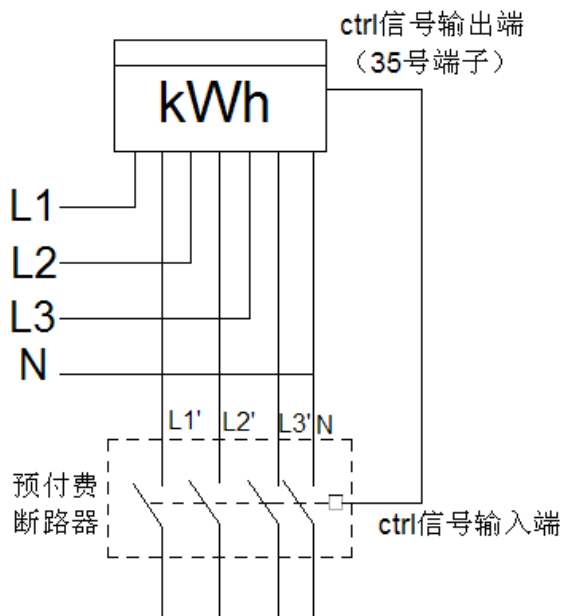 ctrl信号输出端
（35号端子）
kWh
L1
L2
L3
N
L1' L2' L3' N
预付费
断路器
ctrl信号输入端